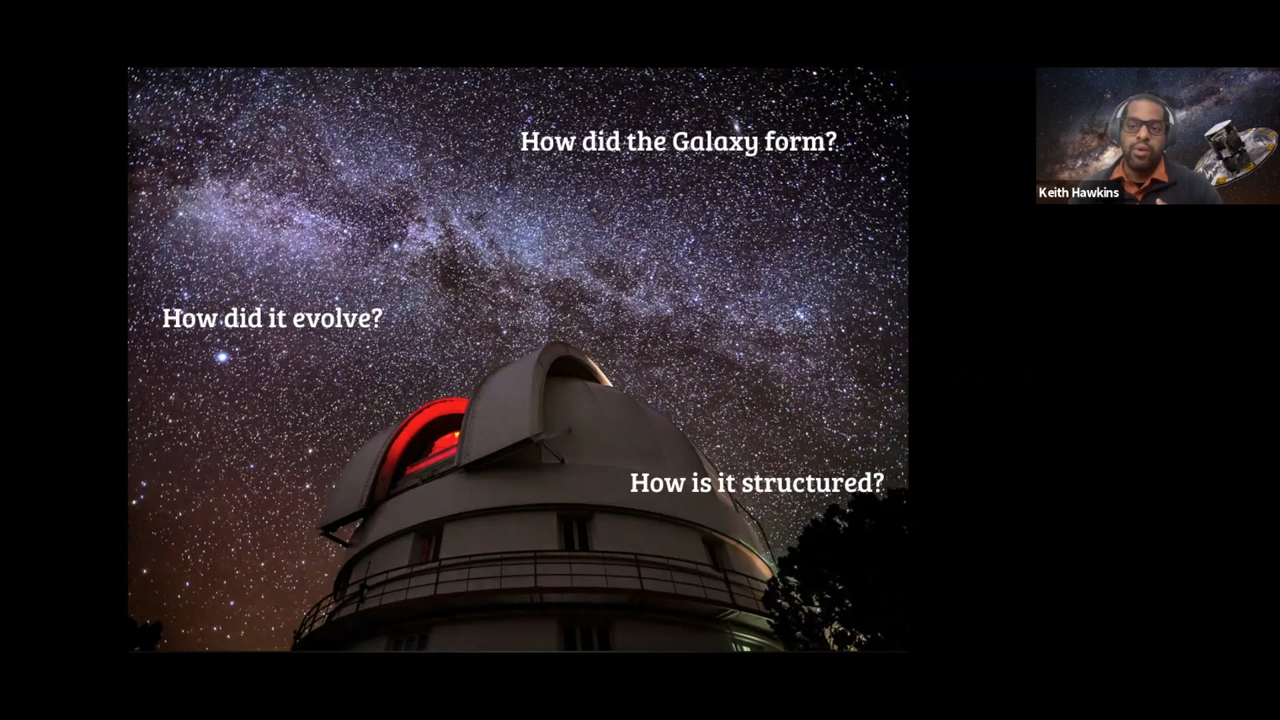 How did the Galaxy form?
Keith Hawkins
How did it evolve?
How is it structured?